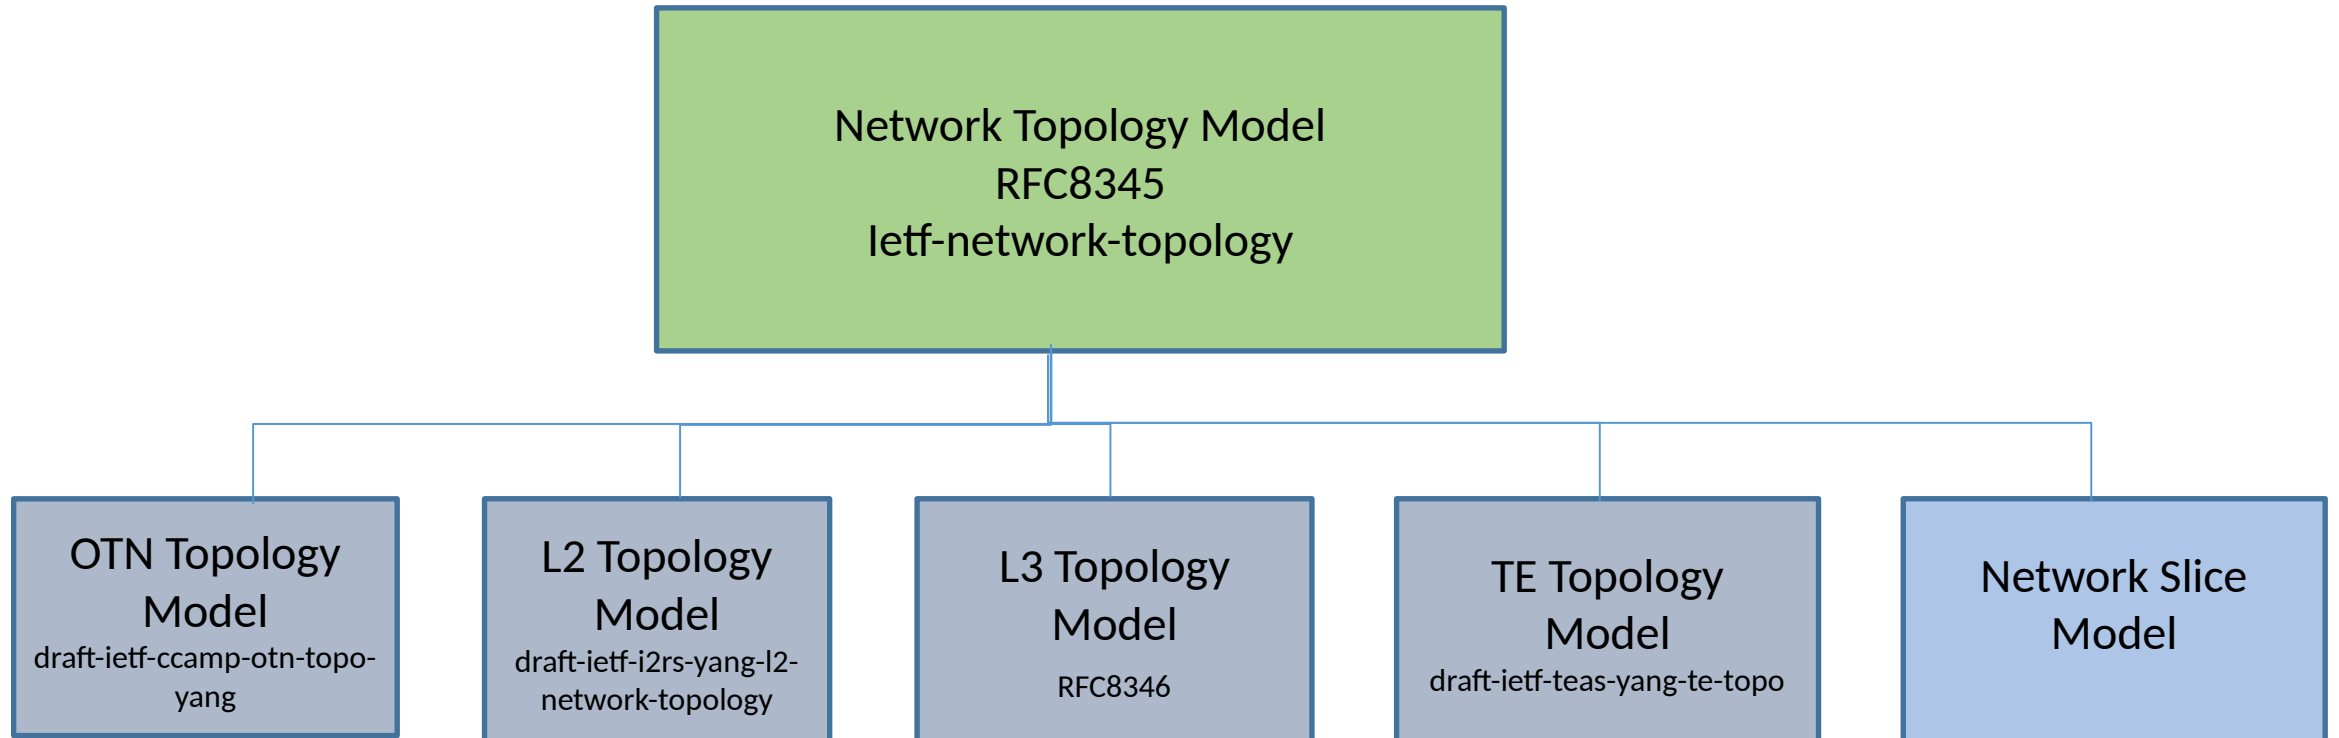 Network Topology Model
RFC8345
Ietf-network-topology
OTN Topology
Model
draft-ietf-ccamp-otn-topo-
yang
L2 Topology
Model
draft-ietf-i2rs-yang-l2-
network-topology
L3 Topology
Model
RFC8346
TE Topology
Model
draft-ietf-teas-yang-te-topo
Network Slice
Model